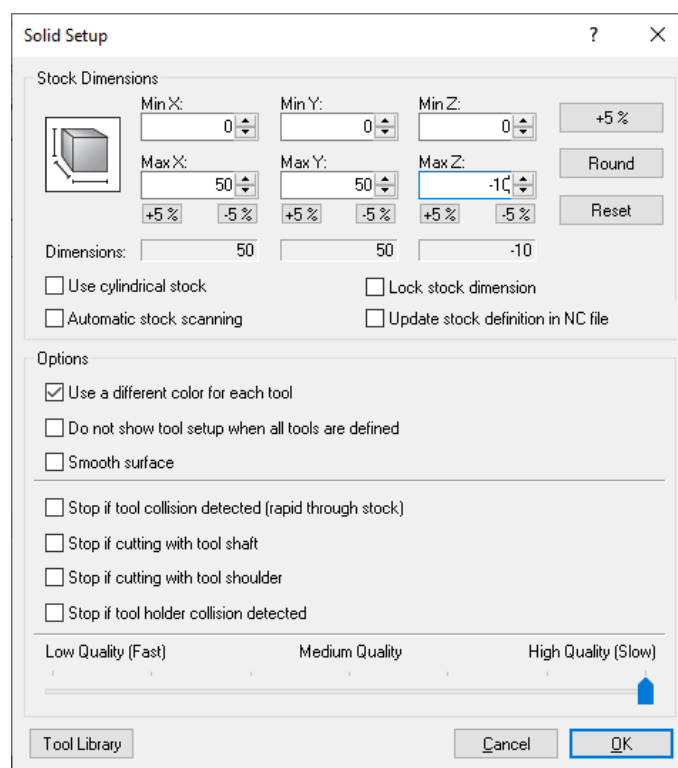 Solid Setup ?
Stock Dimensions
Min X: Min Y: Min Z:
0 0 0 +5 %
Max X: Max Y: Max Z: Round
50 50 -10
+5 % -5 % +5 % -5 % +5 % -5 % Reset
Dimensions: 50 50 -10
Use cylindrical stock Lock stock dimension
Automatic stock scanning Update stock definition in NC file
Options
Use a different color for each tool
Do not show tool setup when all tools are defined
Smooth surface
Stop if tool collision detected (rapid through stock)
Stop if cutting with tool shaft
Stop if cutting with tool shoulder
Stop if tool holder collision detected
Low Quality (Fast) Medium Quality High Quality (Slow)
Tool Library Cancel OK